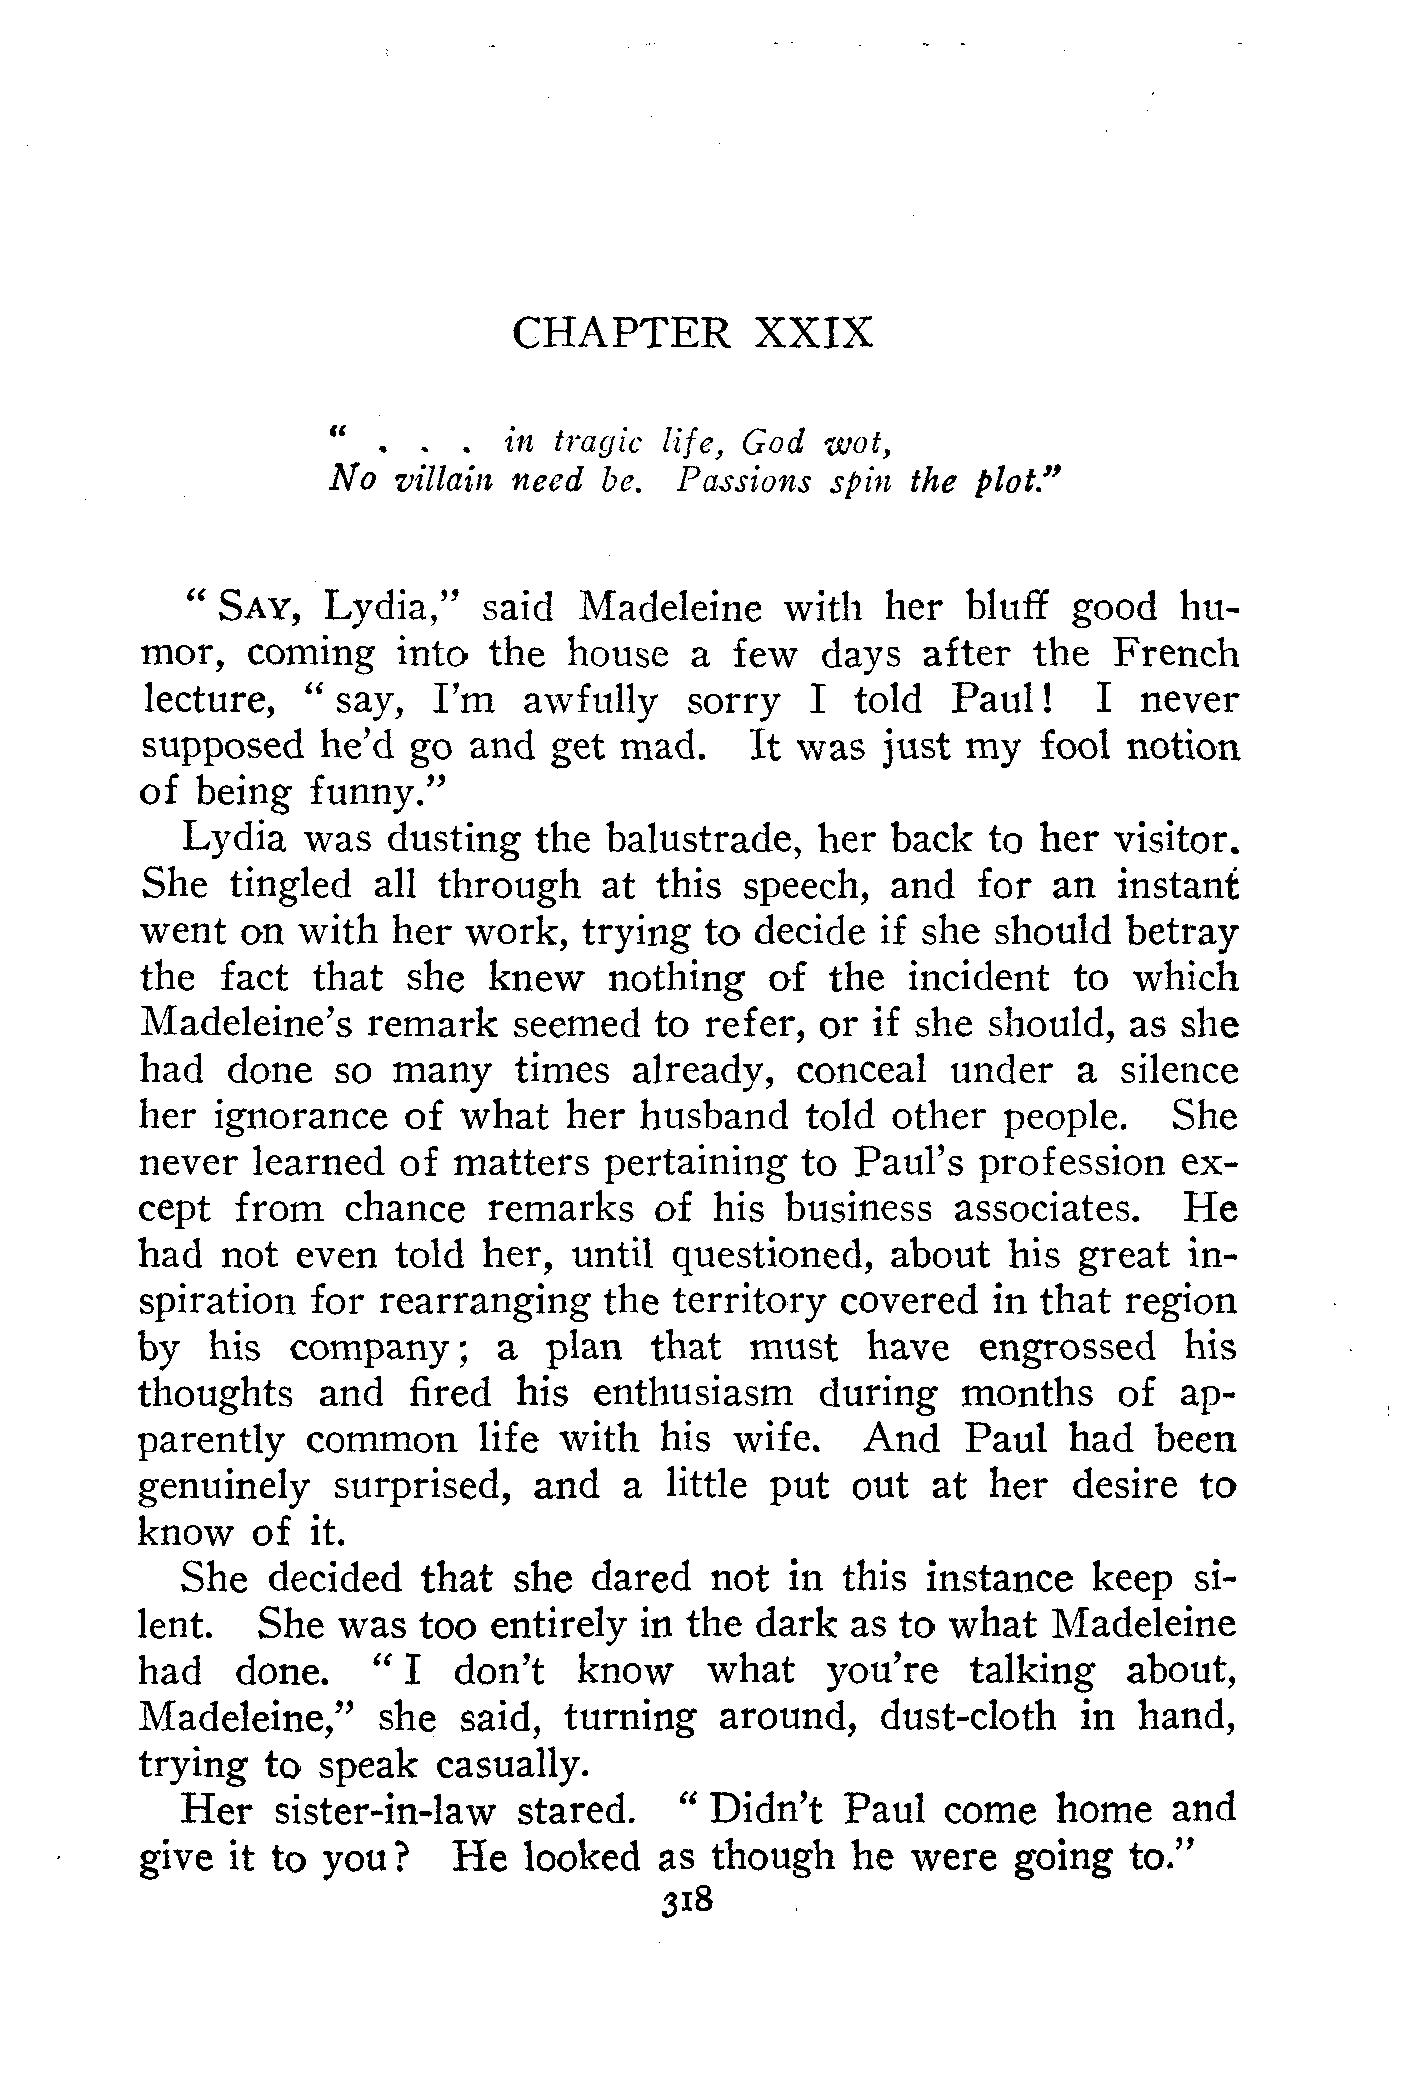 CHAPTER XXIX
" . . . in tragic life, God wot,
No villain need be. Passions spin the plot."
" SAY, Lydia," said Madeleine with her bluff good hu-
mor, coming into the house a few days after the French
lecture, " say, I'm awfully sorry I told Paul! I never
supposed he'd go and get mad. It was just my fool notion
of being funny."
Lydia was dusting the balustrade, her back to her visitor.
She tingled all through at this speech, and for an instant
went on with her work, trying to decide if she should betray
the fact that she knew nothing of the incident to which
Madeleine's remark seemed to refer, or if she should, as she
had done so many times already, conceal under a silence
her ignorance of what her husband told other people. She
never learned of matters pertaining to Paul's profession ex-
cept from chance remarks of his business associates. He
had not even told her, until questioned, about his great in-
spiration for rearranging the territory covered in that region
by his company; a plan that must have engrossed his
thoughts and fired his enthusiasm during months of ap-
parently common life with his wife. And Paul had been
genuinely surprised, and a little put out at her desire to
know of it.
She decided that she dared not in this instance keep si-
lent. She was too entirely in the dark as to what Madeleine
had done. " I don't know what you're talking about,
Madeleine," she said, turning around, dust-cloth in hand,
trying to speak casually.
Her sister-in-law stared. " Didn't Paul come home and
give it to you? He looked as though he were going to."
318